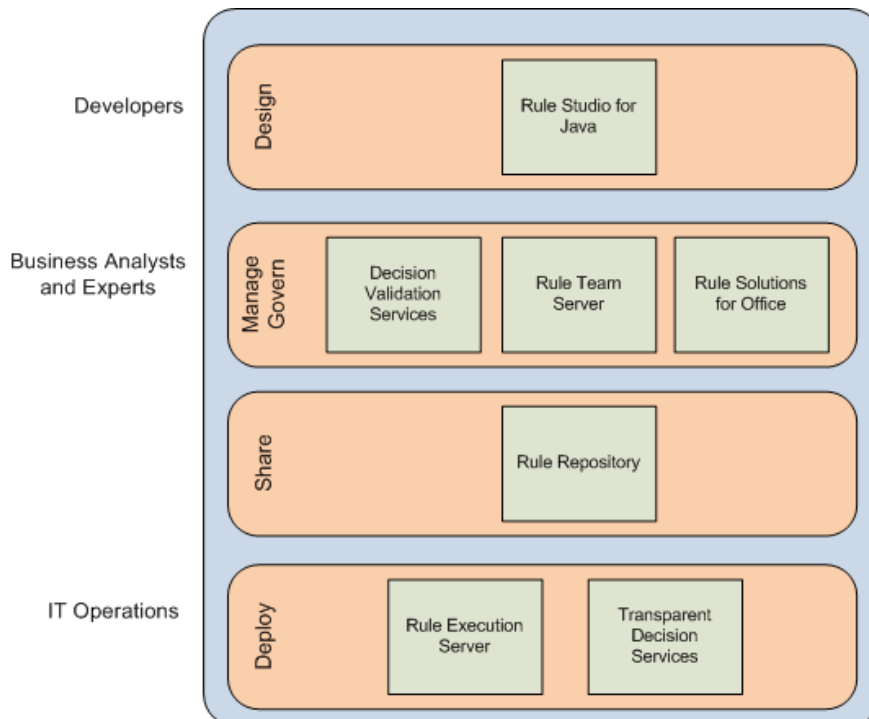 Developers
Design
Rule Studio for
Java
Business Analysts
and Experts
Manage
Govern
Decision
Validation
Services
Rule Team
Server
Rule Solutions
for Office
Share
Rule Repository
IT Operations
Deploy
Rule Execution
Server
Transparent
Decision
Services